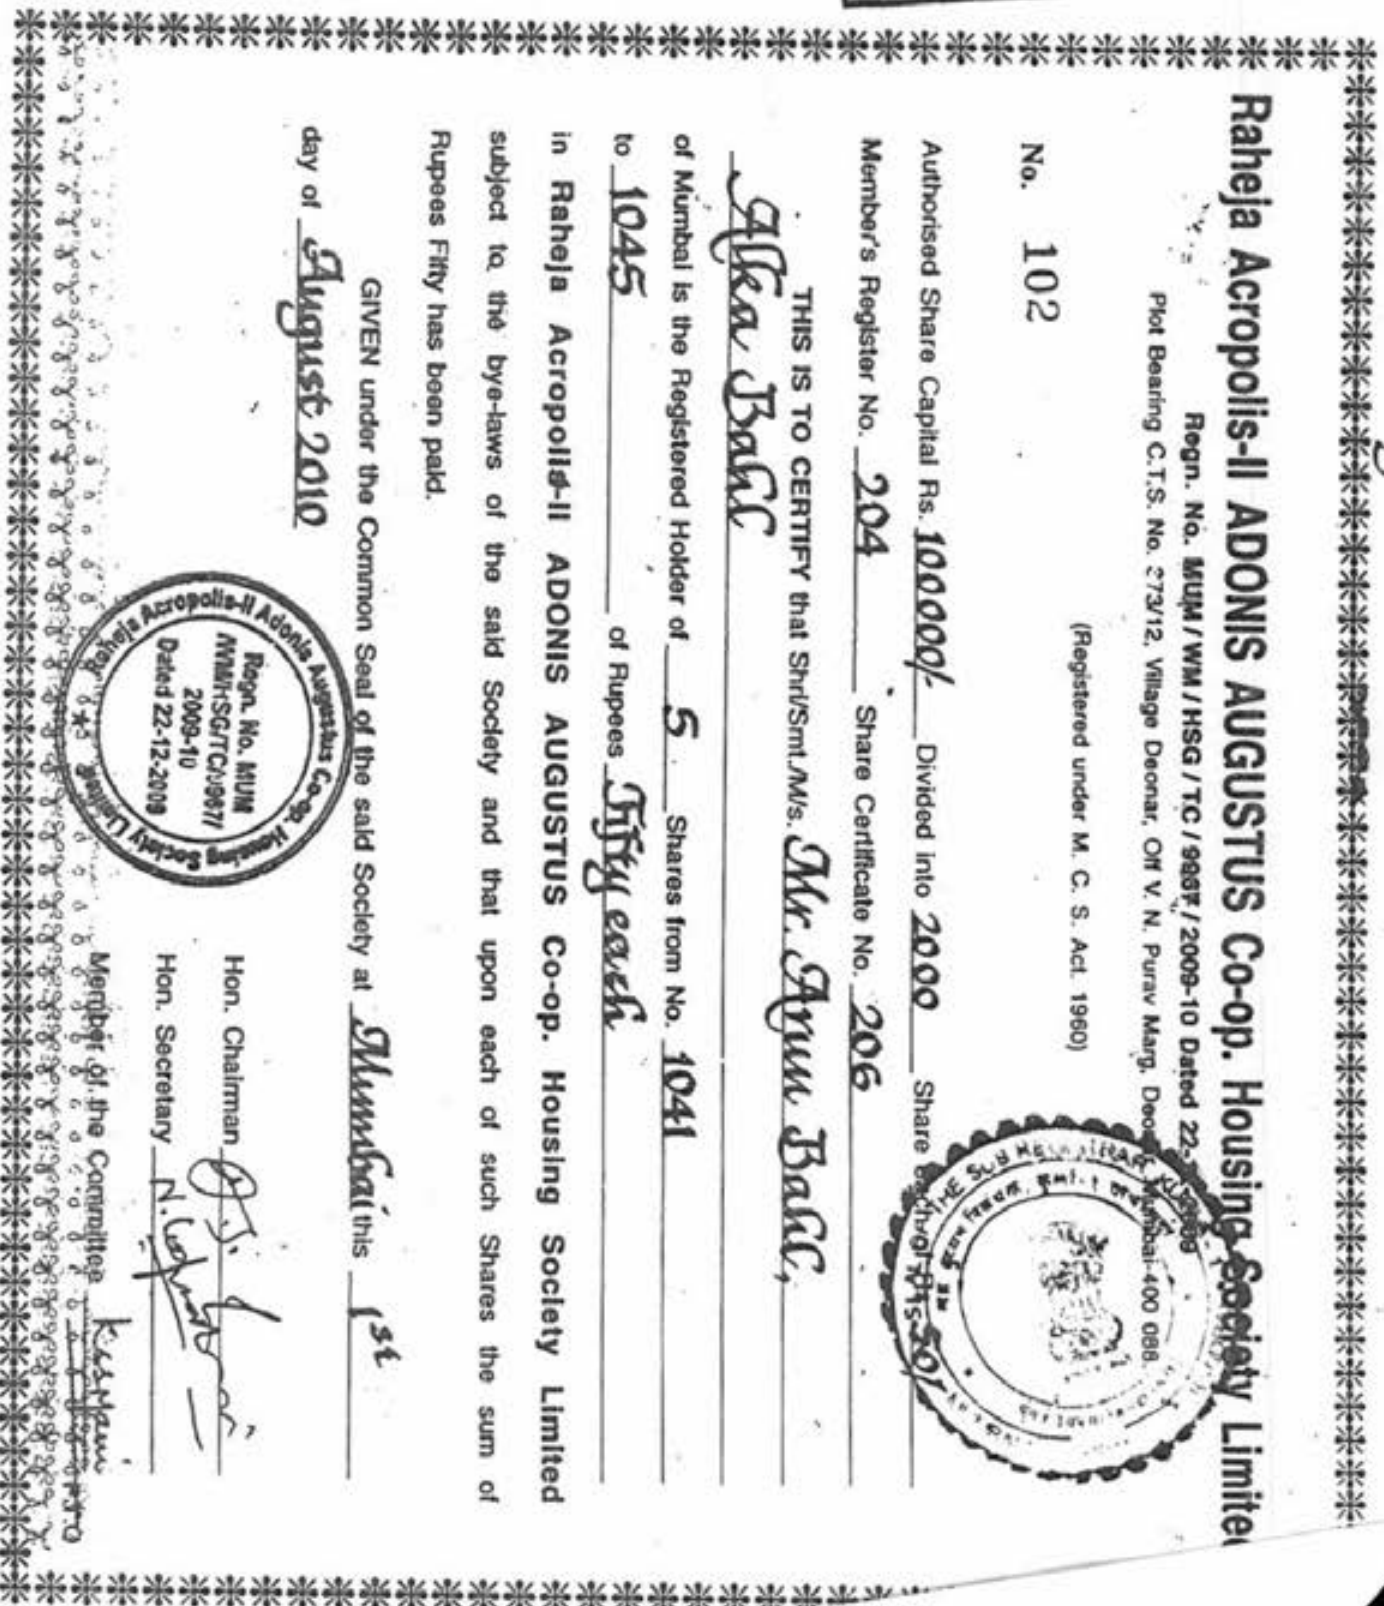 Raheja Acropolis-II ADONIS AUGUSTUS Co-op. Housing Society Limited
Regn. No. MUM / WM / HSG / TC / 9967 / 2009-10 Dated 22-
Plot Bearing C.T.S. No. 273/12, Village Deonar, Off V. N. Purav Marg, Mumbai-400 088.
(Registered under M. C. S. Act. 1960)
No. 102
Authorised Share Capital Rs. 100000/- Divided into 2000 Share
Member's Register No. 204 Share Certificate No. 206
THIS IS TO CERTIFY that Shri/Smt./M/s. Mr. Arun Bahl,
Alka Bahl
of Mumbai is the Registered Holder of 5 Shares from No. 1041
to 1045 of Rupees Fifty each
in Raheja Acropolis-II ADONIS AUGUSTUS Co-op. Housing Society Limited
subject to the bye-laws of the said Society and that upon each of such Shares the sum of
Rupees Fifty has been paid.
GIVEN under the Common Seal of the said Society at Mumbai this 1st
day of August 2010
Raheja Acropolis-II Adonis Augustus Co-op. Housing Society Limited
Regn. No. MUM
/WM/HSG/TC/9967/
2009-10
Dated 22-12-2009
THE SUB
Hon. Chairman
Hon. Secretary
Member of the Committee